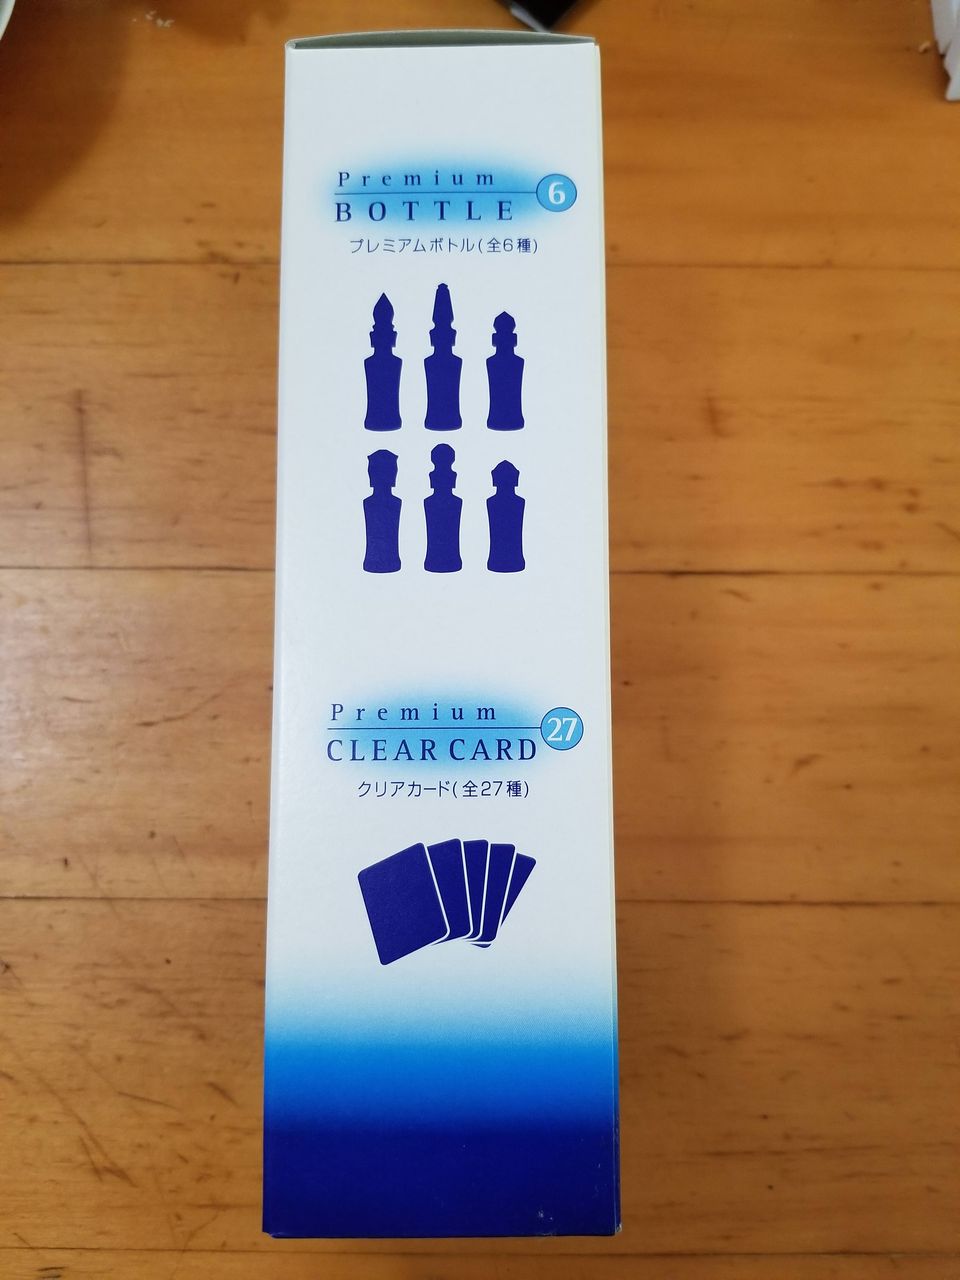 Premium
BOTTLE
6
プレミアムボトル(全6種)
Premium
CLEAR CARD
27
クリアカード(全27種)